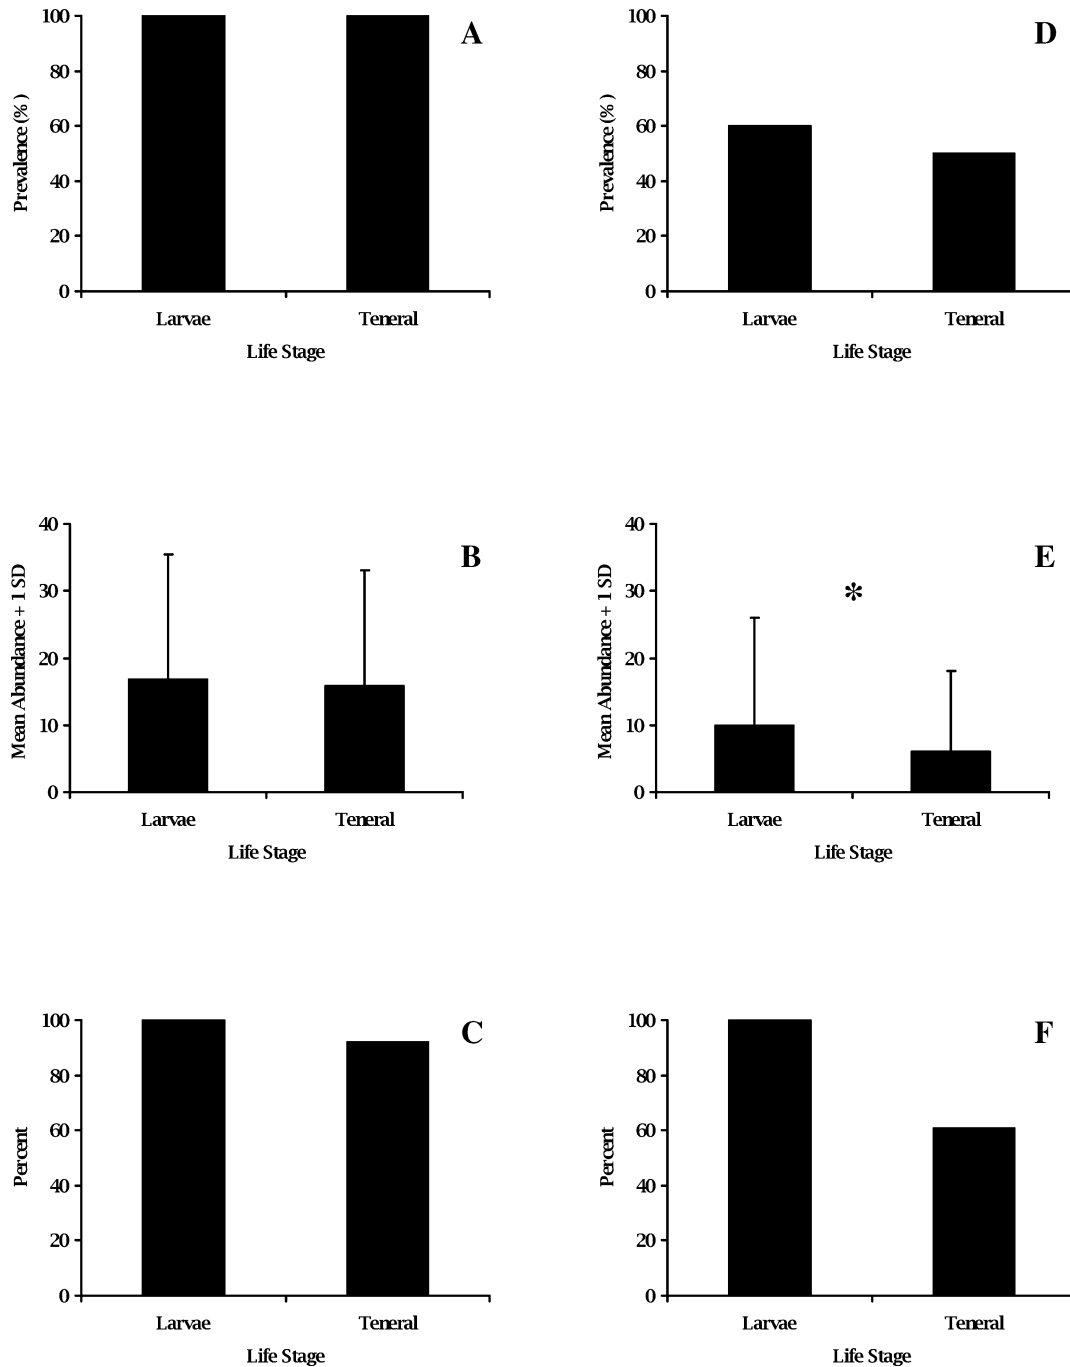 A
Prevalence (%)
100
80
60
40
20
0
Larvae Teneral
Life Stage
D
Prevalence (%)
100
80
60
40
20
0
Larvae Teneral
Life Stage
B
Mean Abundance + 1 SD
40
30
20
10
0
Larvae Teneral
Life Stage
E
Mean Abundance + 1 SD
40
30
20
10
0
*
Larvae Teneral
Life Stage
C
Percent
100
80
60
40
20
0
Larvae Teneral
Life Stage
F
Percent
100
80
60
40
20
0
Larvae Teneral
Life Stage